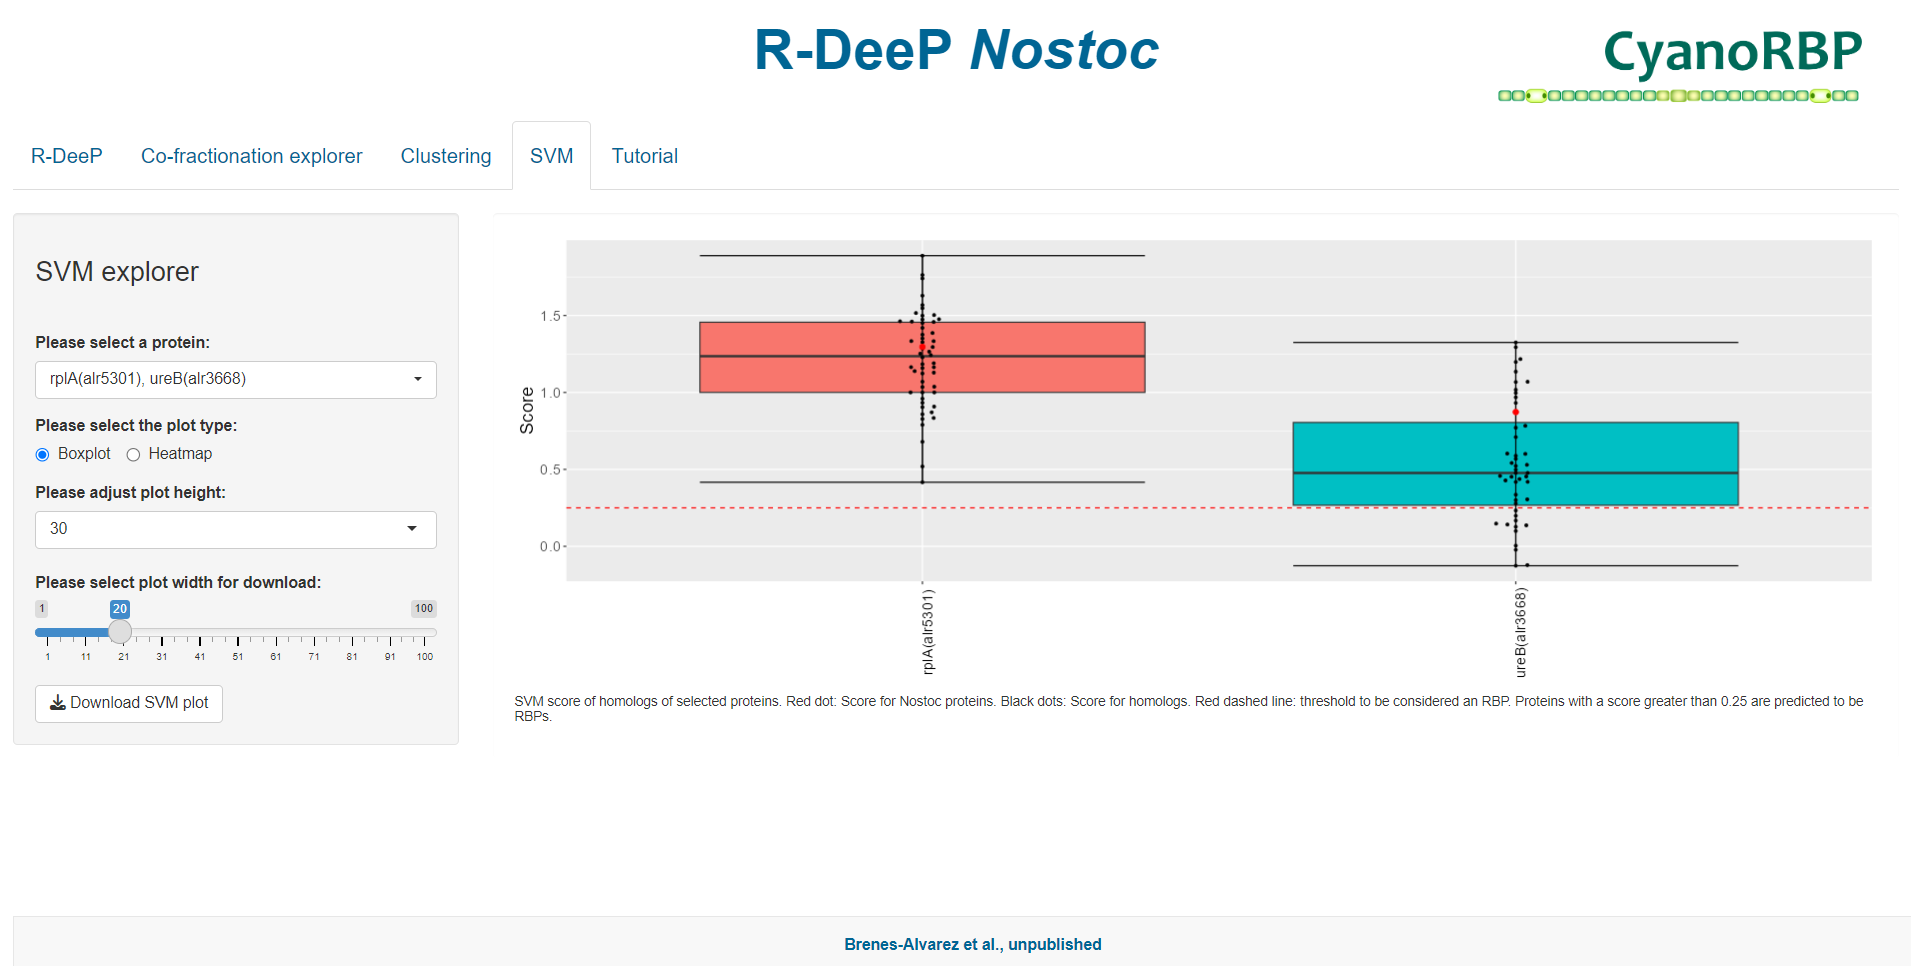 R-DeeP Nostoc
CyanoRBP
R-DeeP
Co-fractionation explorer
Clustering
SVM
Tutorial
SVM explorer
Please select a protein:
rplA(alr5301), ureB(alr3668)
Please select the plot type:
Boxplot
Heatmap
Please adjust plot height:
30
Please select plot width for download:
1
20
100
1 11 21 31 41 51 61 71 81 91 100
Download SVM plot
Score
1.5
1.0
0.5
0.0
rplA(alr5301)
ureB(alr3668)
SVM score of homologs of selected proteins. Red dot: Score for Nostoc proteins. Black dots: Score for homologs. Red dashed line: threshold to be considered an RBP. Proteins with a score greater than 0.25 are predicted to be
RBPs.
Brenes-Alvarez et al., unpublished